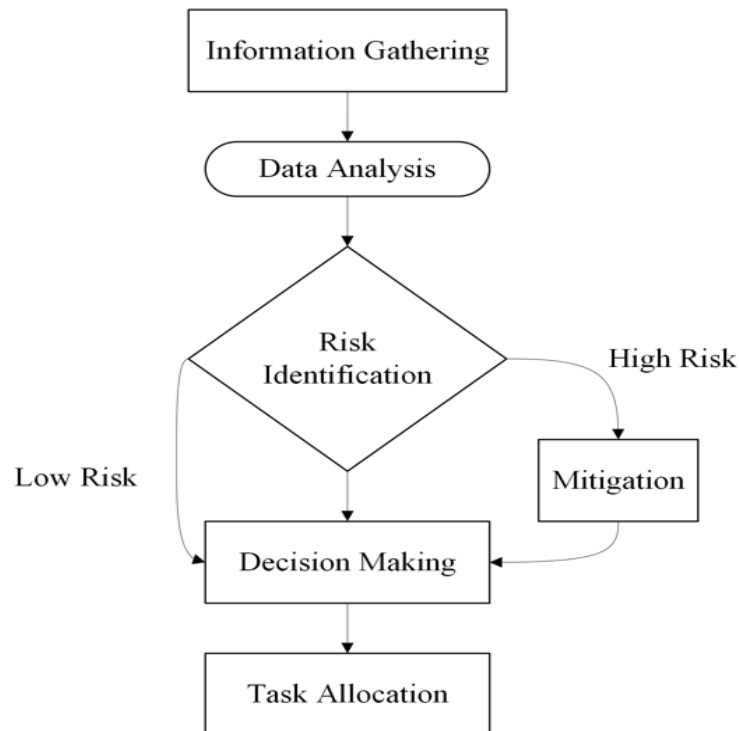 Information Gathering
Data Analysis
Risk
Identification
High Risk
Low Risk
Mitigation
Decision Making
Task Allocation